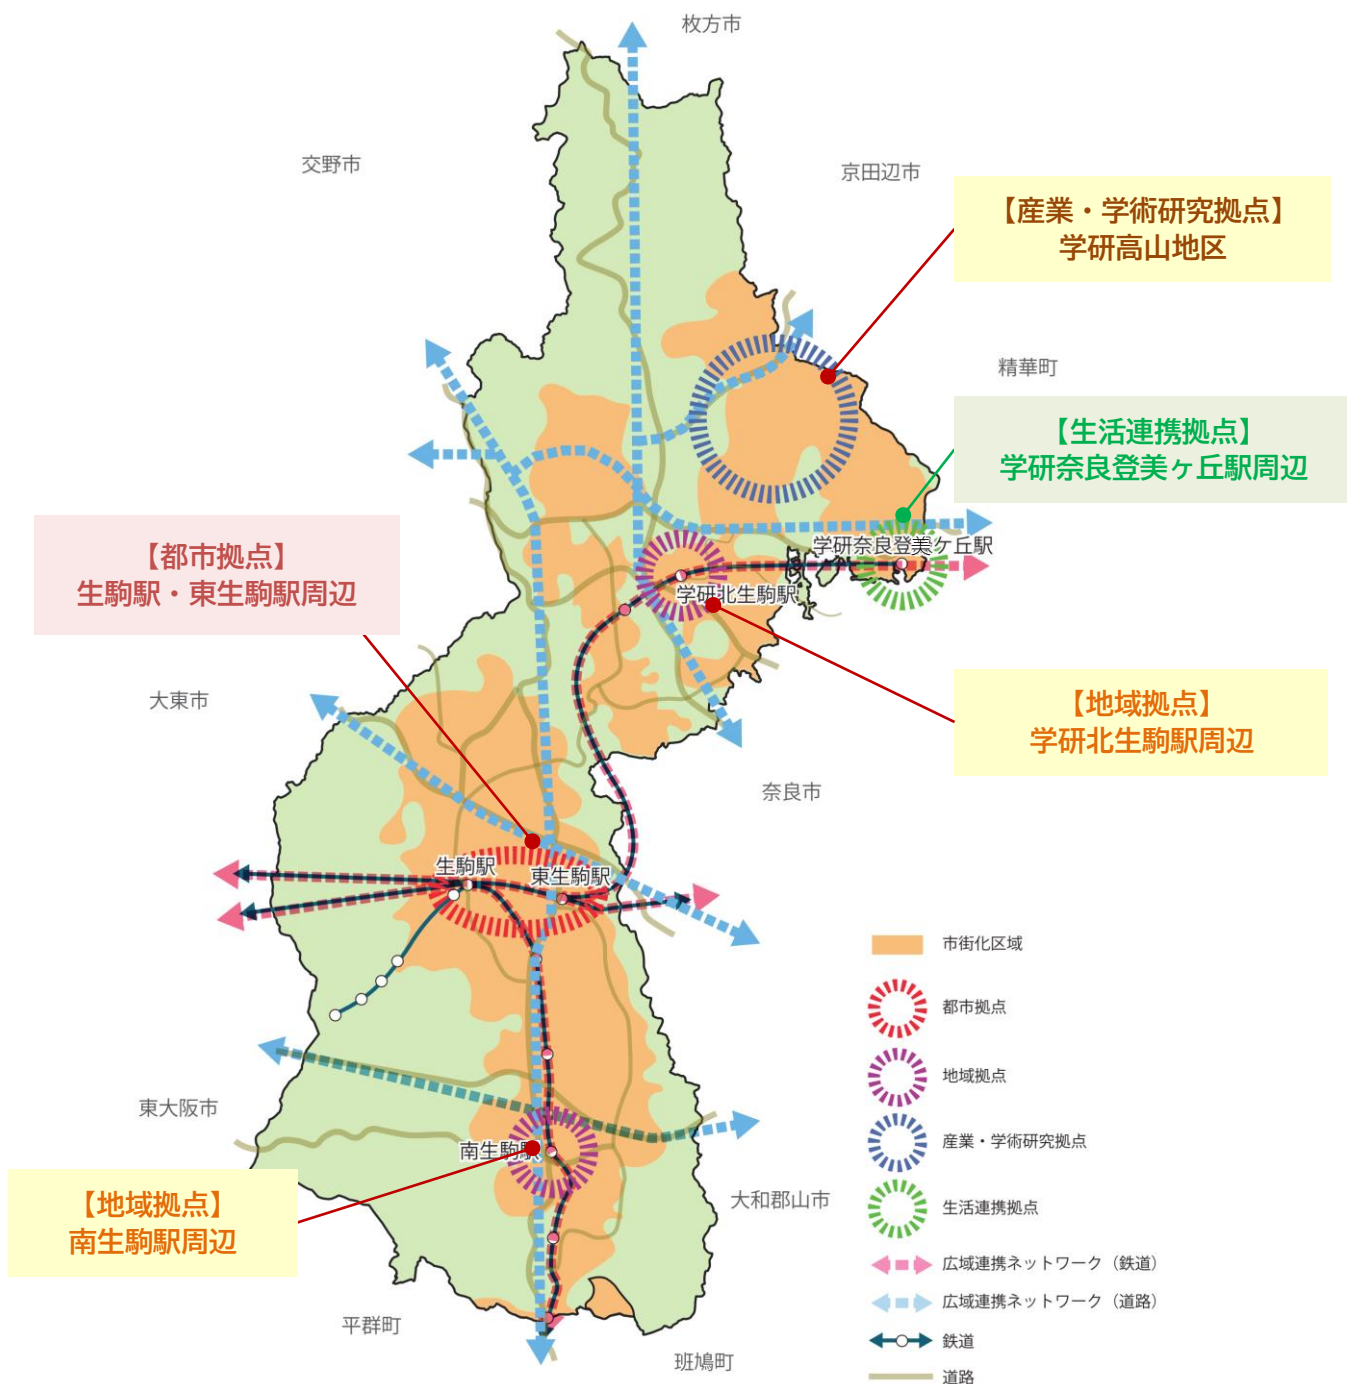 枚方市
交野市
京田辺市
【産業・学術研究拠点】
学研高山地区
精華町
【生活連携拠点】
学研奈良登美ヶ丘駅周辺
【都市拠点】
生駒駅・東生駒駅周辺
学研奈良登美ケ丘駅
学研北生駒駅
大東市
【地域拠点】
学研北生駒駅周辺
奈良市
生駒駅
東生駒駅
市街化区域
都市拠点
地域拠点
東大阪市
産業・学術研究拠点
南生駒駅
【地域拠点】
南生駒駅周辺
大和郡山市
生活連携拠点
広域連携ネットワーク（鉄道）
広域連携ネットワーク（道路）
平群町
鉄道
班鳩町
道路